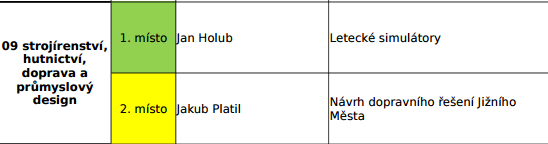 09 strojírenství,
hutnictví,
doprava a
průmyslový
design
1. místo
Jan Holub
Letecké simulátory
2. místo
Jakub Platil
Návrh dopravního řešení Jižního
Města